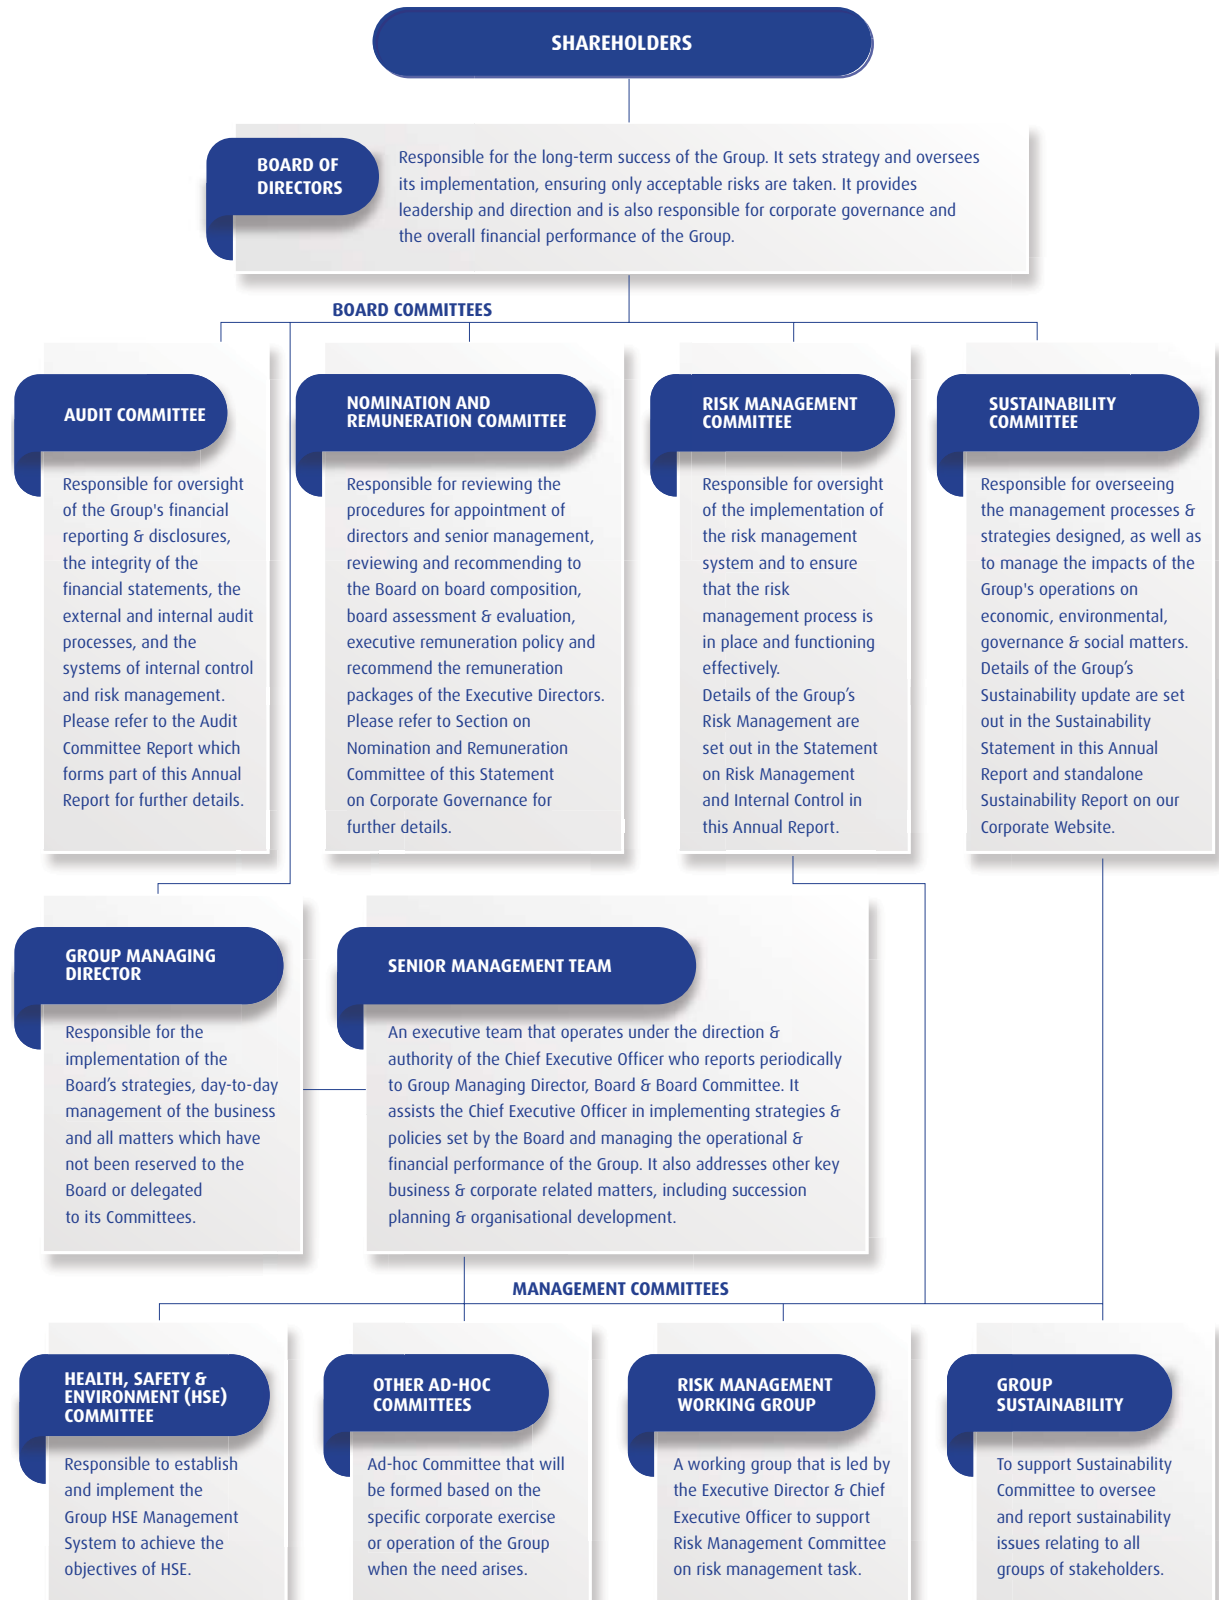 SHAREHOLDERS
BOARD OF
DIRECTORS
Responsible for the long-term success of the Group. It sets strategy and oversees
its implementation, ensuring only acceptable risks are taken. It provides
leadership and direction and is also responsible for corporate governance and
the overall financial performance of the Group.
BOARD COMMITTEES
AUDIT COMMITTEE
Responsible for oversight
of the Group's financial
reporting & disclosures,
the integrity of the
financial statements, the
external and internal audit
processes, and the
systems of internal control
and risk management.
Please refer to the Audit
Committee Report which
forms part of this Annual
Report for further details.
NOMINATION AND
REMUNERATION COMMITTEE
Responsible for reviewing the
procedures for appointment of
directors and senior management,
reviewing and recommending to
the Board on board composition,
board assessment & evaluation,
executive remuneration policy and
recommend the remuneration
packages of the Executive Directors.
Please refer to Section on
Nomination and Remuneration
Committee of this Statement
on Corporate Governance for
further details.
RISK MANAGEMENT
COMMITTEE
Responsible for oversight
of the implementation of
the risk management
system and to ensure
that the risk
management process is
in place and functioning
effectively.
Details of the Group’s
Risk Management are
set out in the Statement
on Risk Management
and Internal Control in
this Annual Report.
SUSTAINABILITY
COMMITTEE
Responsible for overseeing
the management processes &
strategies designed, as well as
to manage the impacts of the
Group's operations on
economic, environmental,
governance & social matters.
Details of the Group’s
Sustainability update are set
out in the Sustainability
Statement in this Annual
Report and standalone
Sustainability Report on our
Corporate Website.
GROUP MANAGING
DIRECTOR
Responsible for the
implementation of the
Board’s strategies, day-to-day
management of the business
and all matters which have
not been reserved to the
Board or delegated
to its Committees.
SENIOR MANAGEMENT TEAM
An executive team that operates under the direction &
authority of the Chief Executive Officer who reports periodically
to Group Managing Director, Board & Board Committee. It
assists the Chief Executive Officer in implementing strategies &
policies set by the Board and managing the operational &
financial performance of the Group. It also addresses other key
business & corporate related matters, including succession
planning & organisational development.
MANAGEMENT COMMITTEES
HEALTH, SAFETY &
ENVIRONMENT (HSE)
COMMITTEE
Responsible to establish
and implement the
Group HSE Management
System to achieve the
objectives of HSE.
OTHER AD-HOC
COMMITTEES
Ad-hoc Committee that will
be formed based on the
specific corporate exercise
or operation of the Group
when the need arises.
RISK MANAGEMENT
WORKING GROUP
A working group that is led by
the Executive Director & Chief
Executive Officer to support
Risk Management Committee
on risk management task.
GROUP
SUSTAINABILITY
To support Sustainability
Committee to oversee
and report sustainability
issues relating to all
groups of stakeholders.